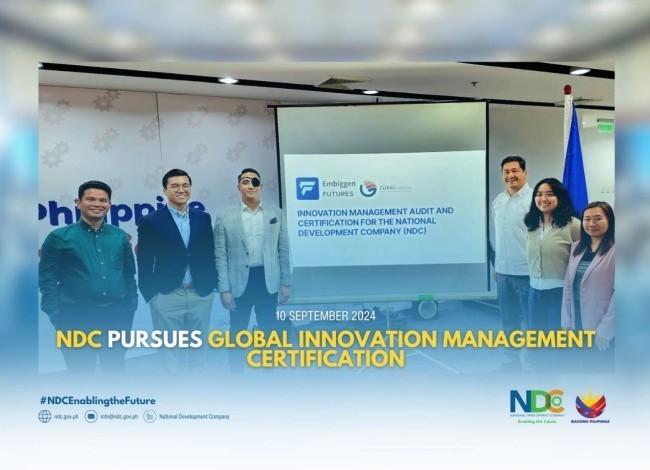 Philippine
Embiggen
FUTURES
INNOVATION MANAGEMENT AUDIT AND
CERTIFICATION FOR THE NATIONAL
DEVELOPMENT COMPANY (NDC)
10 SEPTEMBER 2024
NDC PURSUES GLOBAL INNOVATION MANAGEMENT
CERTIFICATION
#NDCEnablingtheFuture
ndc.gov.ph info@ndc.gov.ph National Development Company
NDC
NATIONAL DEVELOPMENT COMPANY
Enabling the Future.
BAGONG PILIPINAS